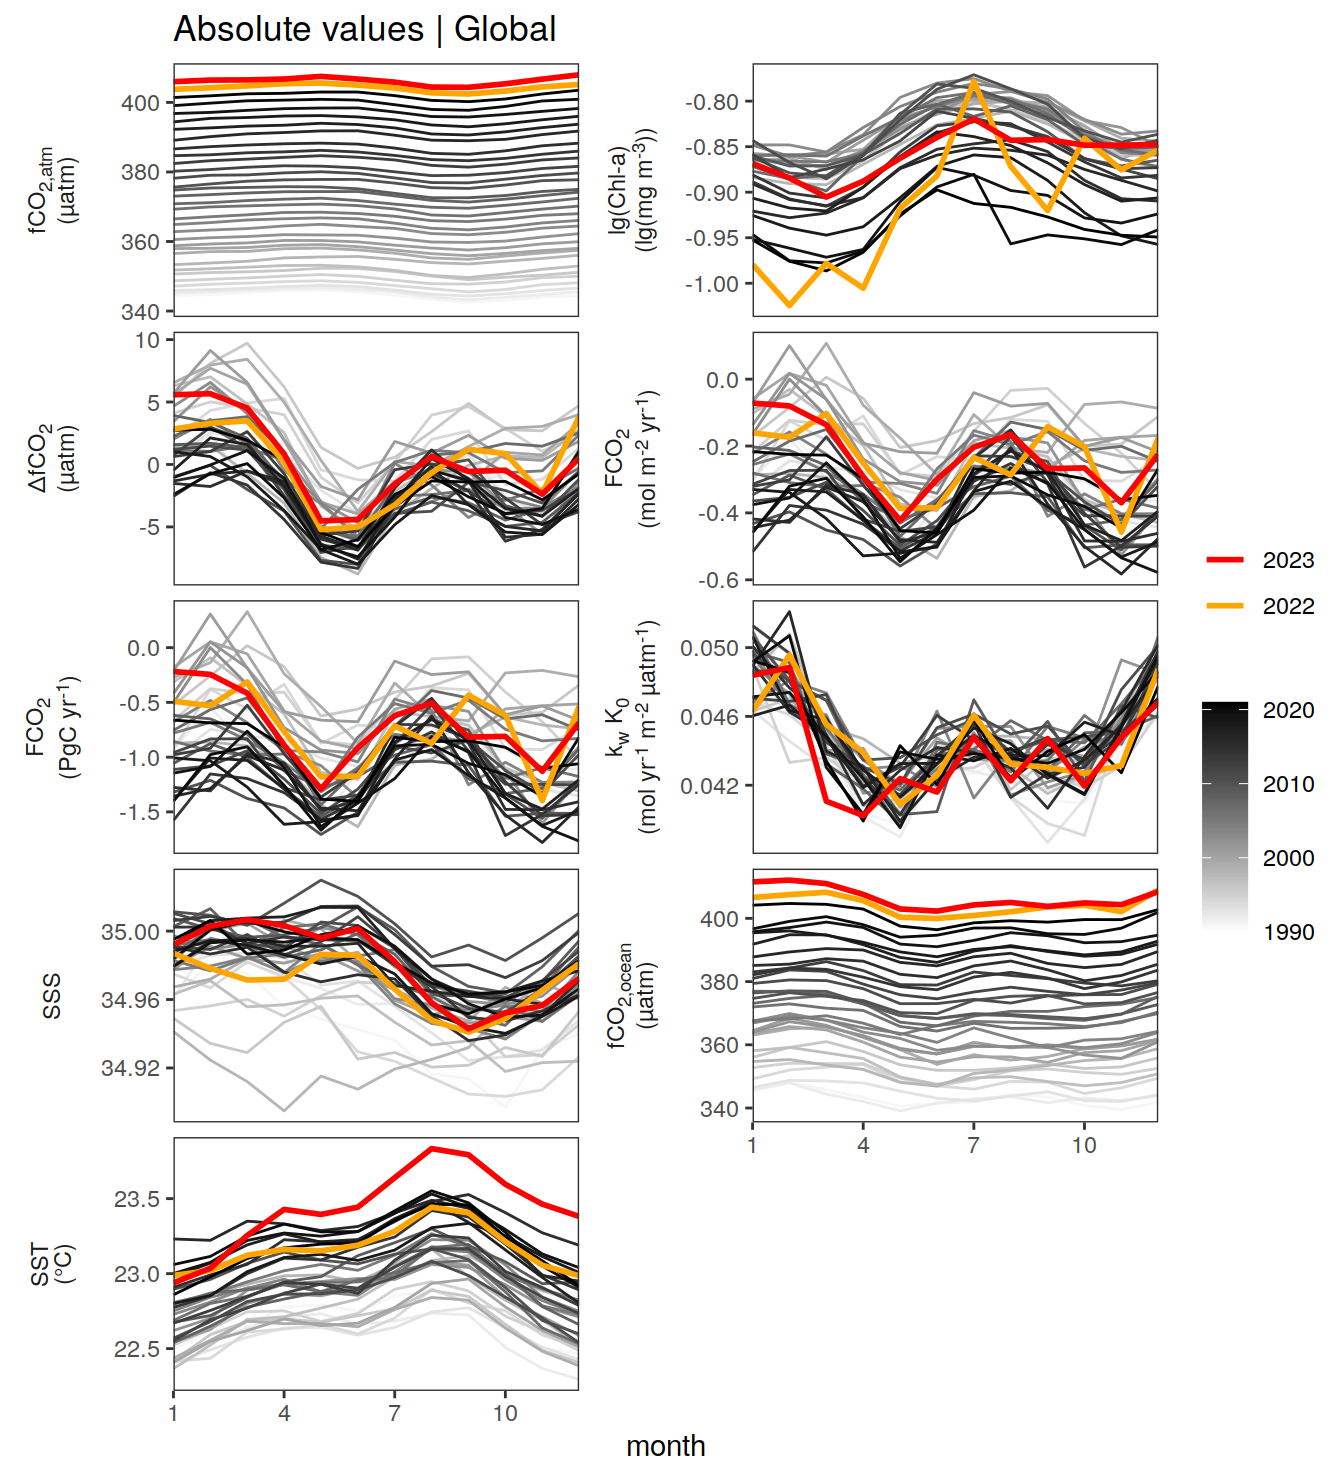 Absolute values | Global
fCO2,atm
(µatm)
400
380
360
340
lg(Chl-a)
(lg(mg m-3))
-0.80
-0.85
-0.90
-0.95
-1.00
ΔfCO2
(µatm)
10
5
0
-5
FCO2
(mol m-2 yr-1)
0.0
-0.2
-0.4
-0.6
FCO2
(PgC yr-1)
0.0
-0.5
-1.0
-1.5
kw K0
(mol yr-1 m-2 µatm-1)
0.050
0.046
0.042
SSS
35.00
34.96
34.92
fCO2,ocean
(µatm)
400
380
360
340
1 4 7 10
SST
(°C)
23.5
23.0
22.5
1 4 7 10
month
2023
2022
2020
2010
2000
1990